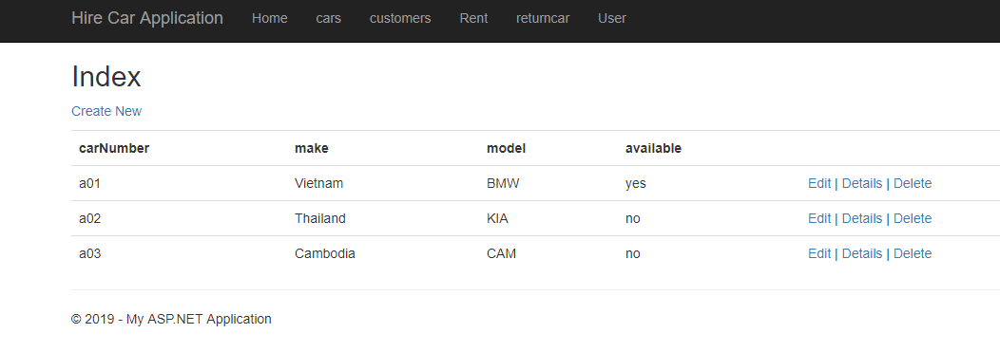 Hire Car Application Home cars customers Rent returncar User
Index
Create New
carNumber make model available
a01 Vietnam BMW yes Edit | Details | Delete
a02 Thailand KIA no Edit | Details | Delete
a03 Cambodia CAM no Edit | Details | Delete
© 2019 - My ASP.NET Application